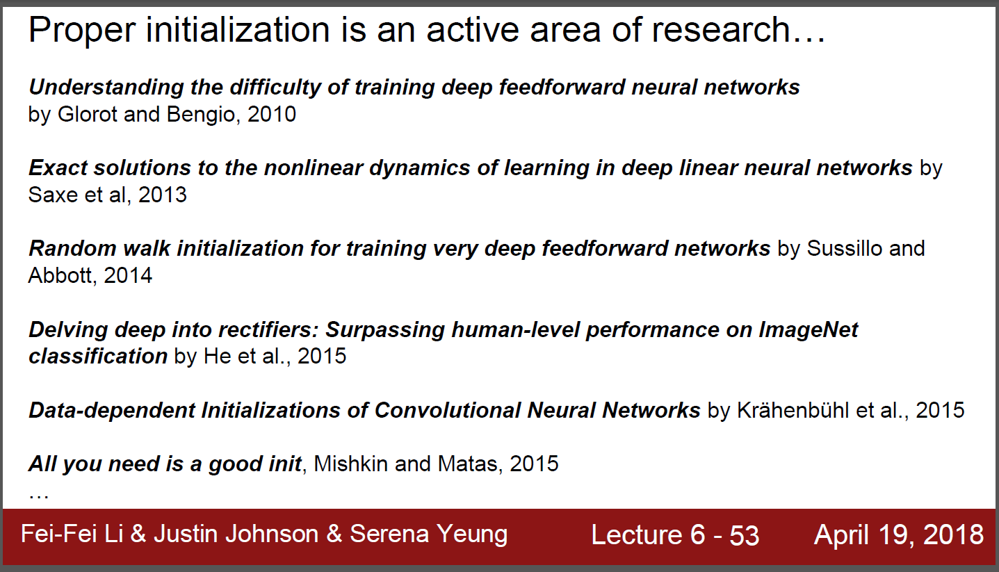 Proper initialization is an active area of research…
Understanding the difficulty of training deep feedforward neural networks
by Glorot and Bengio, 2010
Exact solutions to the nonlinear dynamics of learning in deep linear neural networks by
Saxe et al, 2013
Random walk initialization for training very deep feedforward networks by Sussillo and
Abbott, 2014
Delving deep into rectifiers: Surpassing human-level performance on ImageNet
classification by He et al., 2015
Data-dependent Initializations of Convolutional Neural Networks by Krähenbühl et al., 2015
All you need is a good init, Mishkin and Matas, 2015
…
Fei-Fei Li & Justin Johnson & Serena Yeung Lecture 6 - 53 April 19, 2018